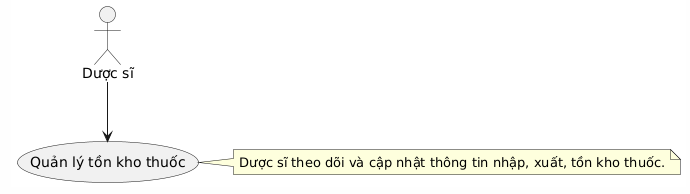 Dược sĩ
Quản lý tồn kho thuốc
Dược sĩ theo dõi và cập nhật thông tin nhập, xuất, tồn kho thuốc.